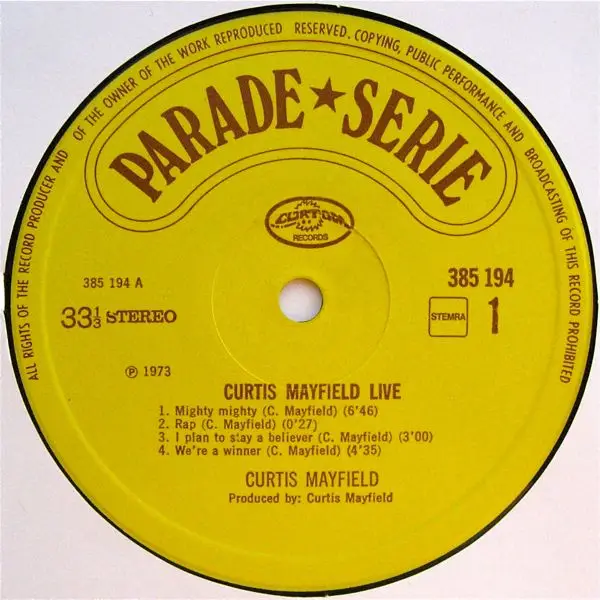 ALL RIGHTS OF THE RECORD PRODUCER AND OF THE OWNER OF THE WORK REPRODUCED RESERVED. COPYING, PUBLIC PERFORMANCE AND BROADCASTING OF THIS RECORD PROHIBITED
PARADE ★ SERIE
CURTOM
RECORDS
385 194 A
385 194
33⅓ STEREO
STEMRA
1
℗ 1973
CURTIS MAYFIELD LIVE
1. Mighty mighty (C. Mayfield) (6'46)
2. Rap (C. Mayfield) (0'27)
3. I plan to stay a believer (C. Mayfield) (3'00)
4. We're a winner (C. Mayfield) (4'35)
CURTIS MAYFIELD
Produced by: Curtis Mayfield